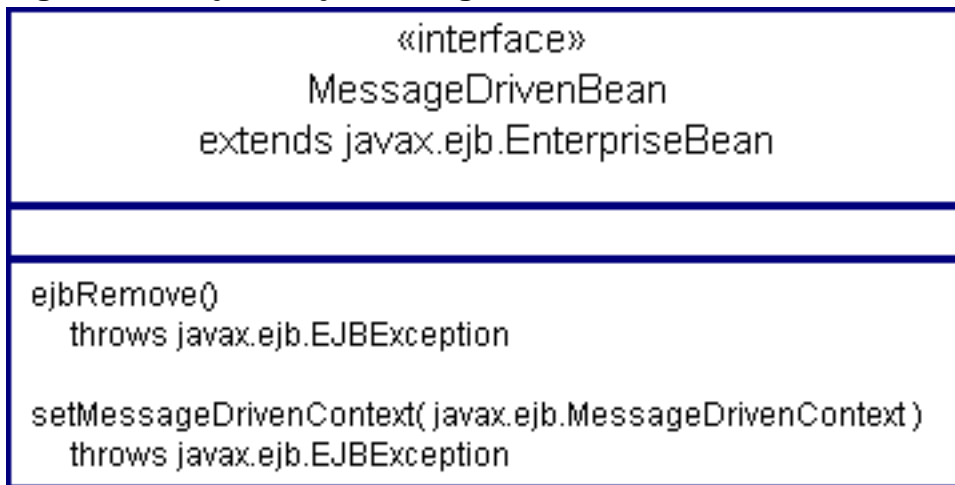 «interface»
MessageDrivenBean
extends javax.ejb.EnterpriseBean
ejbRemove()
throws javax.ejb.EJBException
setMessageDrivenContext( javax.ejb.MessageDrivenContext )
throws javax.ejb.EJBException